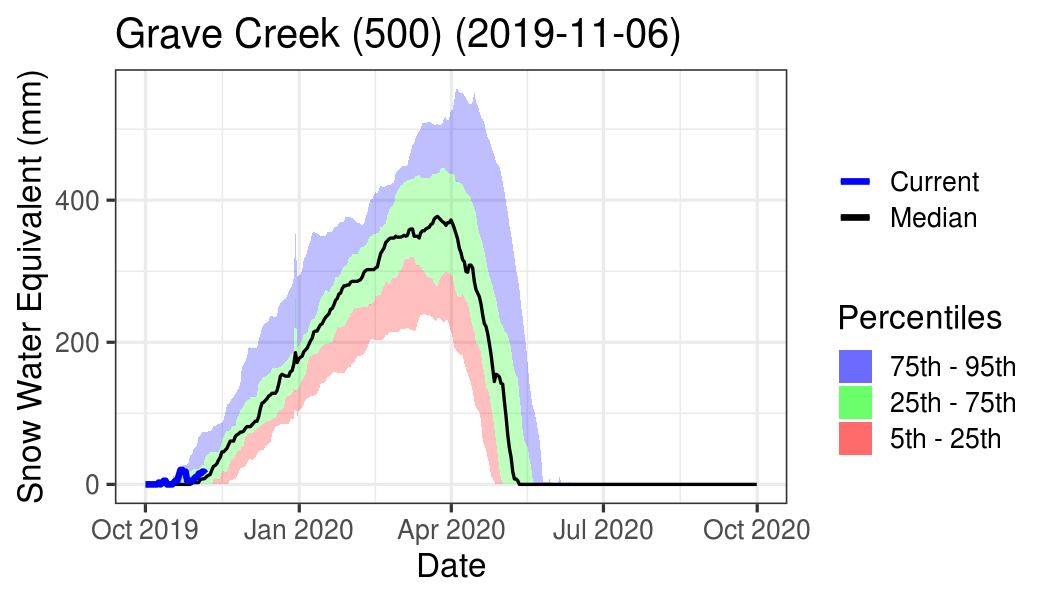 Grave Creek (500) (2019-11-06)
Snow Water Equivalent (mm)
400
200
0
Oct 2019 Jan 2020 Apr 2020 Jul 2020 Oct 2020
Date
Current
Median
Percentiles
75th - 95th
25th - 75th
5th - 25th